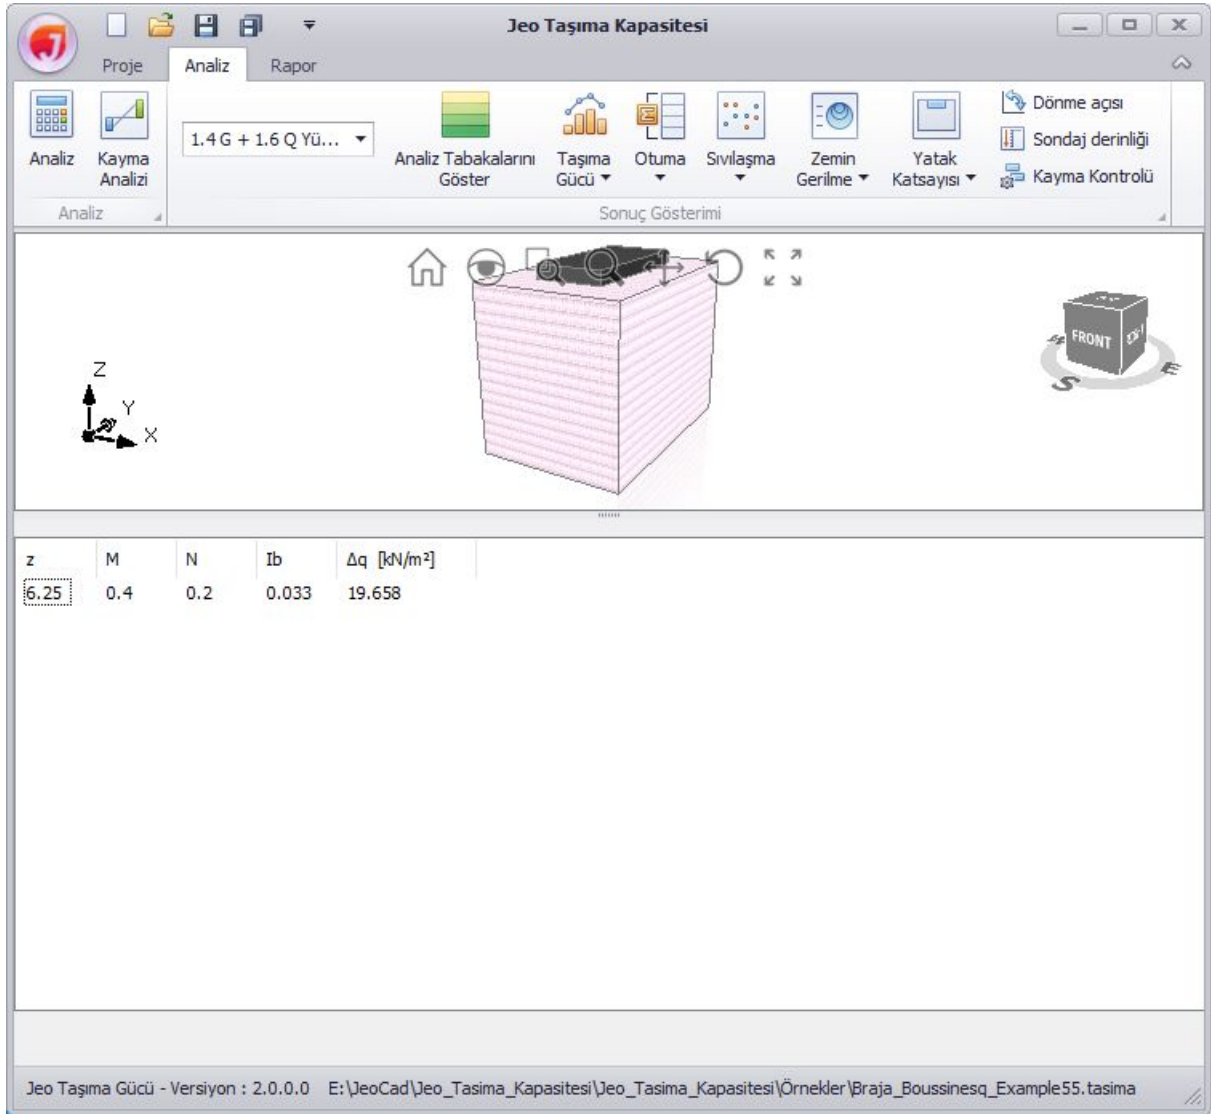 Jeo Taşıma Kapasitesi
Proje Analiz Rapor
Analiz
Kayma Analizi
1.4 G + 1.6 Q Yü...
Analiz Tabakalarını Göster
Taşıma Gücü
Otuma
Sıvılaşma
Zemin Gerilme
Yatak Katsayısı
Dönme açısı
Sondaj derinliği
Kayma Kontrolü
Analiz
Sonuç Gösterimi
Z
Y
X
FRONT
S
E
z M N Ib Δq [kN/m²]
6.25 0.4 0.2 0.033 19.658
Jeo Taşıma Gücü - Versiyon : 2.0.0.0 E:\JeoCad\Jeo_Tasima_Kapasitesi\Jeo_Tasima_Kapasitesi\Örnekler\Braja_Boussinesq_Example55.tasima